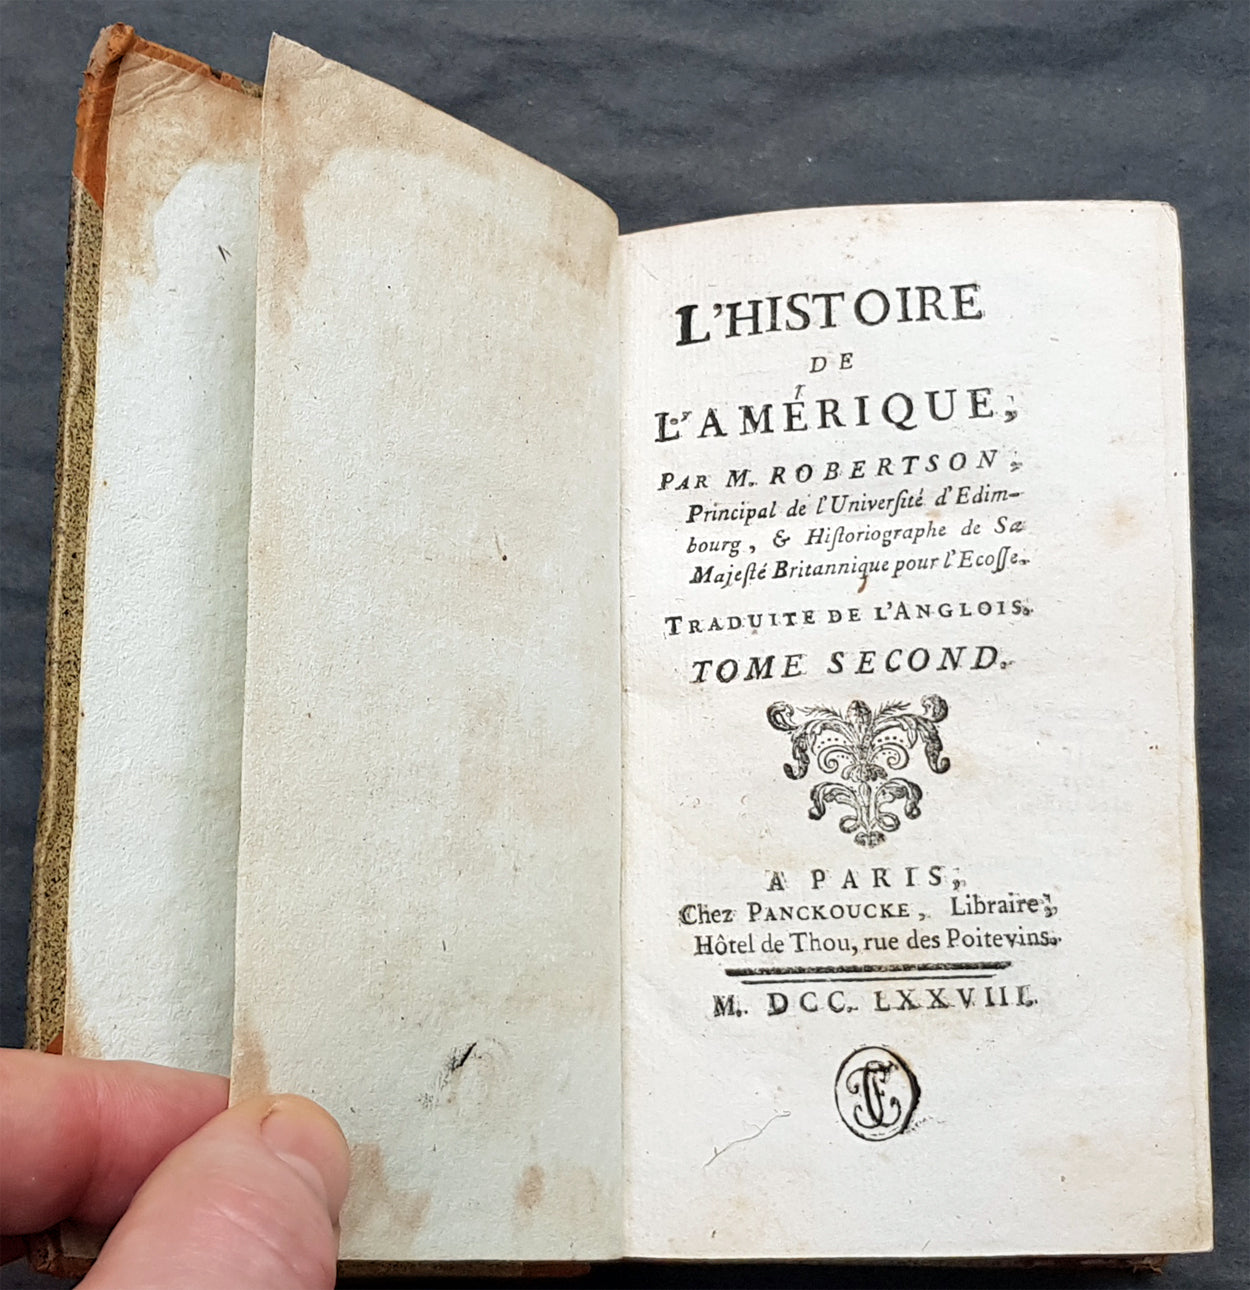 L'HISTOIRE
DE
L'AMÉRIQUE,
PAR M. ROBERTSON,
Principal de l'Univerſité d'Edim-
bourg, & Hiſtoriographe de Sa
Majeſté Britannique pour l'Ecoſſe.
TRADUITE DE L'ANGLOIS.
TOME SECOND.
A PARIS,
Chez PANCKOUCKE, Libraire,
Hôtel de Thou, rue des Poitevins.
M. DCC. LXXVIII.